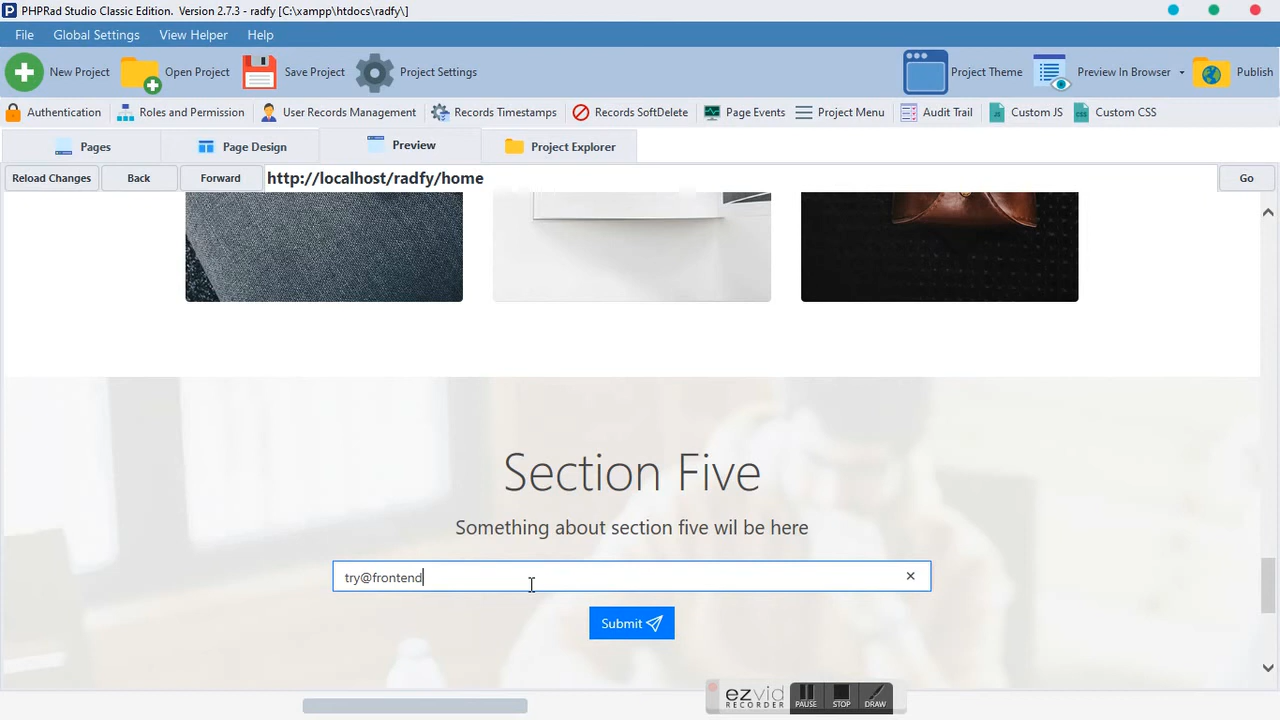 PHPRad Studio Classic Edition. Version 2.7.3 - radfy [C:\xampp\htdocs\radfy\]
File Global Settings View Helper Help
New Project Open Project Save Project Project Settings Project Theme Preview In Browser Publish
Authentication Roles and Permission User Records Management Records Timestamps Records SoftDelete Page Events Project Menu Audit Trail Custom JS Custom CSS
Pages Page Design Preview Project Explorer
Reload Changes Back Forward http://localhost/radfy/home Go
Section Five
Something about section five wil be here
try@frontend
Submit
ezvid
RECORDER
PAUSE STOP DRAW